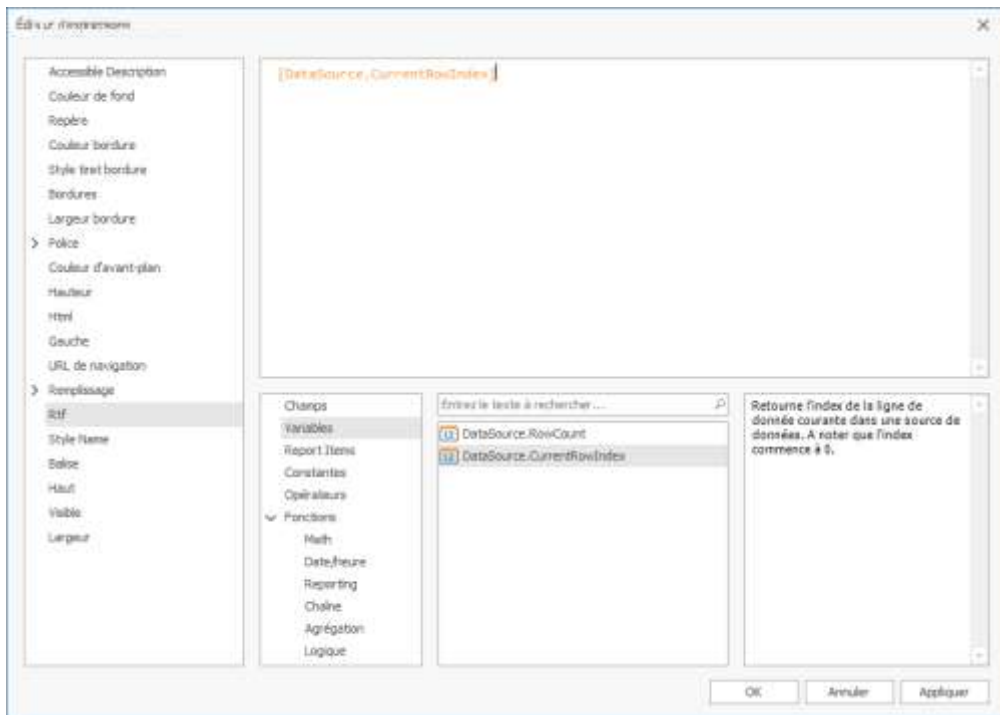 Éditeur d'expressions
Accessible Description
Couleur de fond
Repère
Couleur bordure
Style tiret bordure
Bordures
Largeur bordure
Police
Couleur d'avant-plan
Hauteur
Html
Gauche
URL de navigation
Remplissage
Rtf
Style Name
Balise
Haut
Visible
Largeur
[DataSource.CurrentRowIndex]
Champs
Variables
Report Items
Constantes
Opérateurs
Fonctions
Math
Date/heure
Reporting
Chaîne
Agrégation
Logique
Entrez le texte à rechercher...
DataSource.RowCount
DataSource.CurrentRowIndex
Retourne l'index de la ligne de
donnée courante dans une source de
données. A noter que l'index
commence à 0.
OK
Annuler
Appliquer